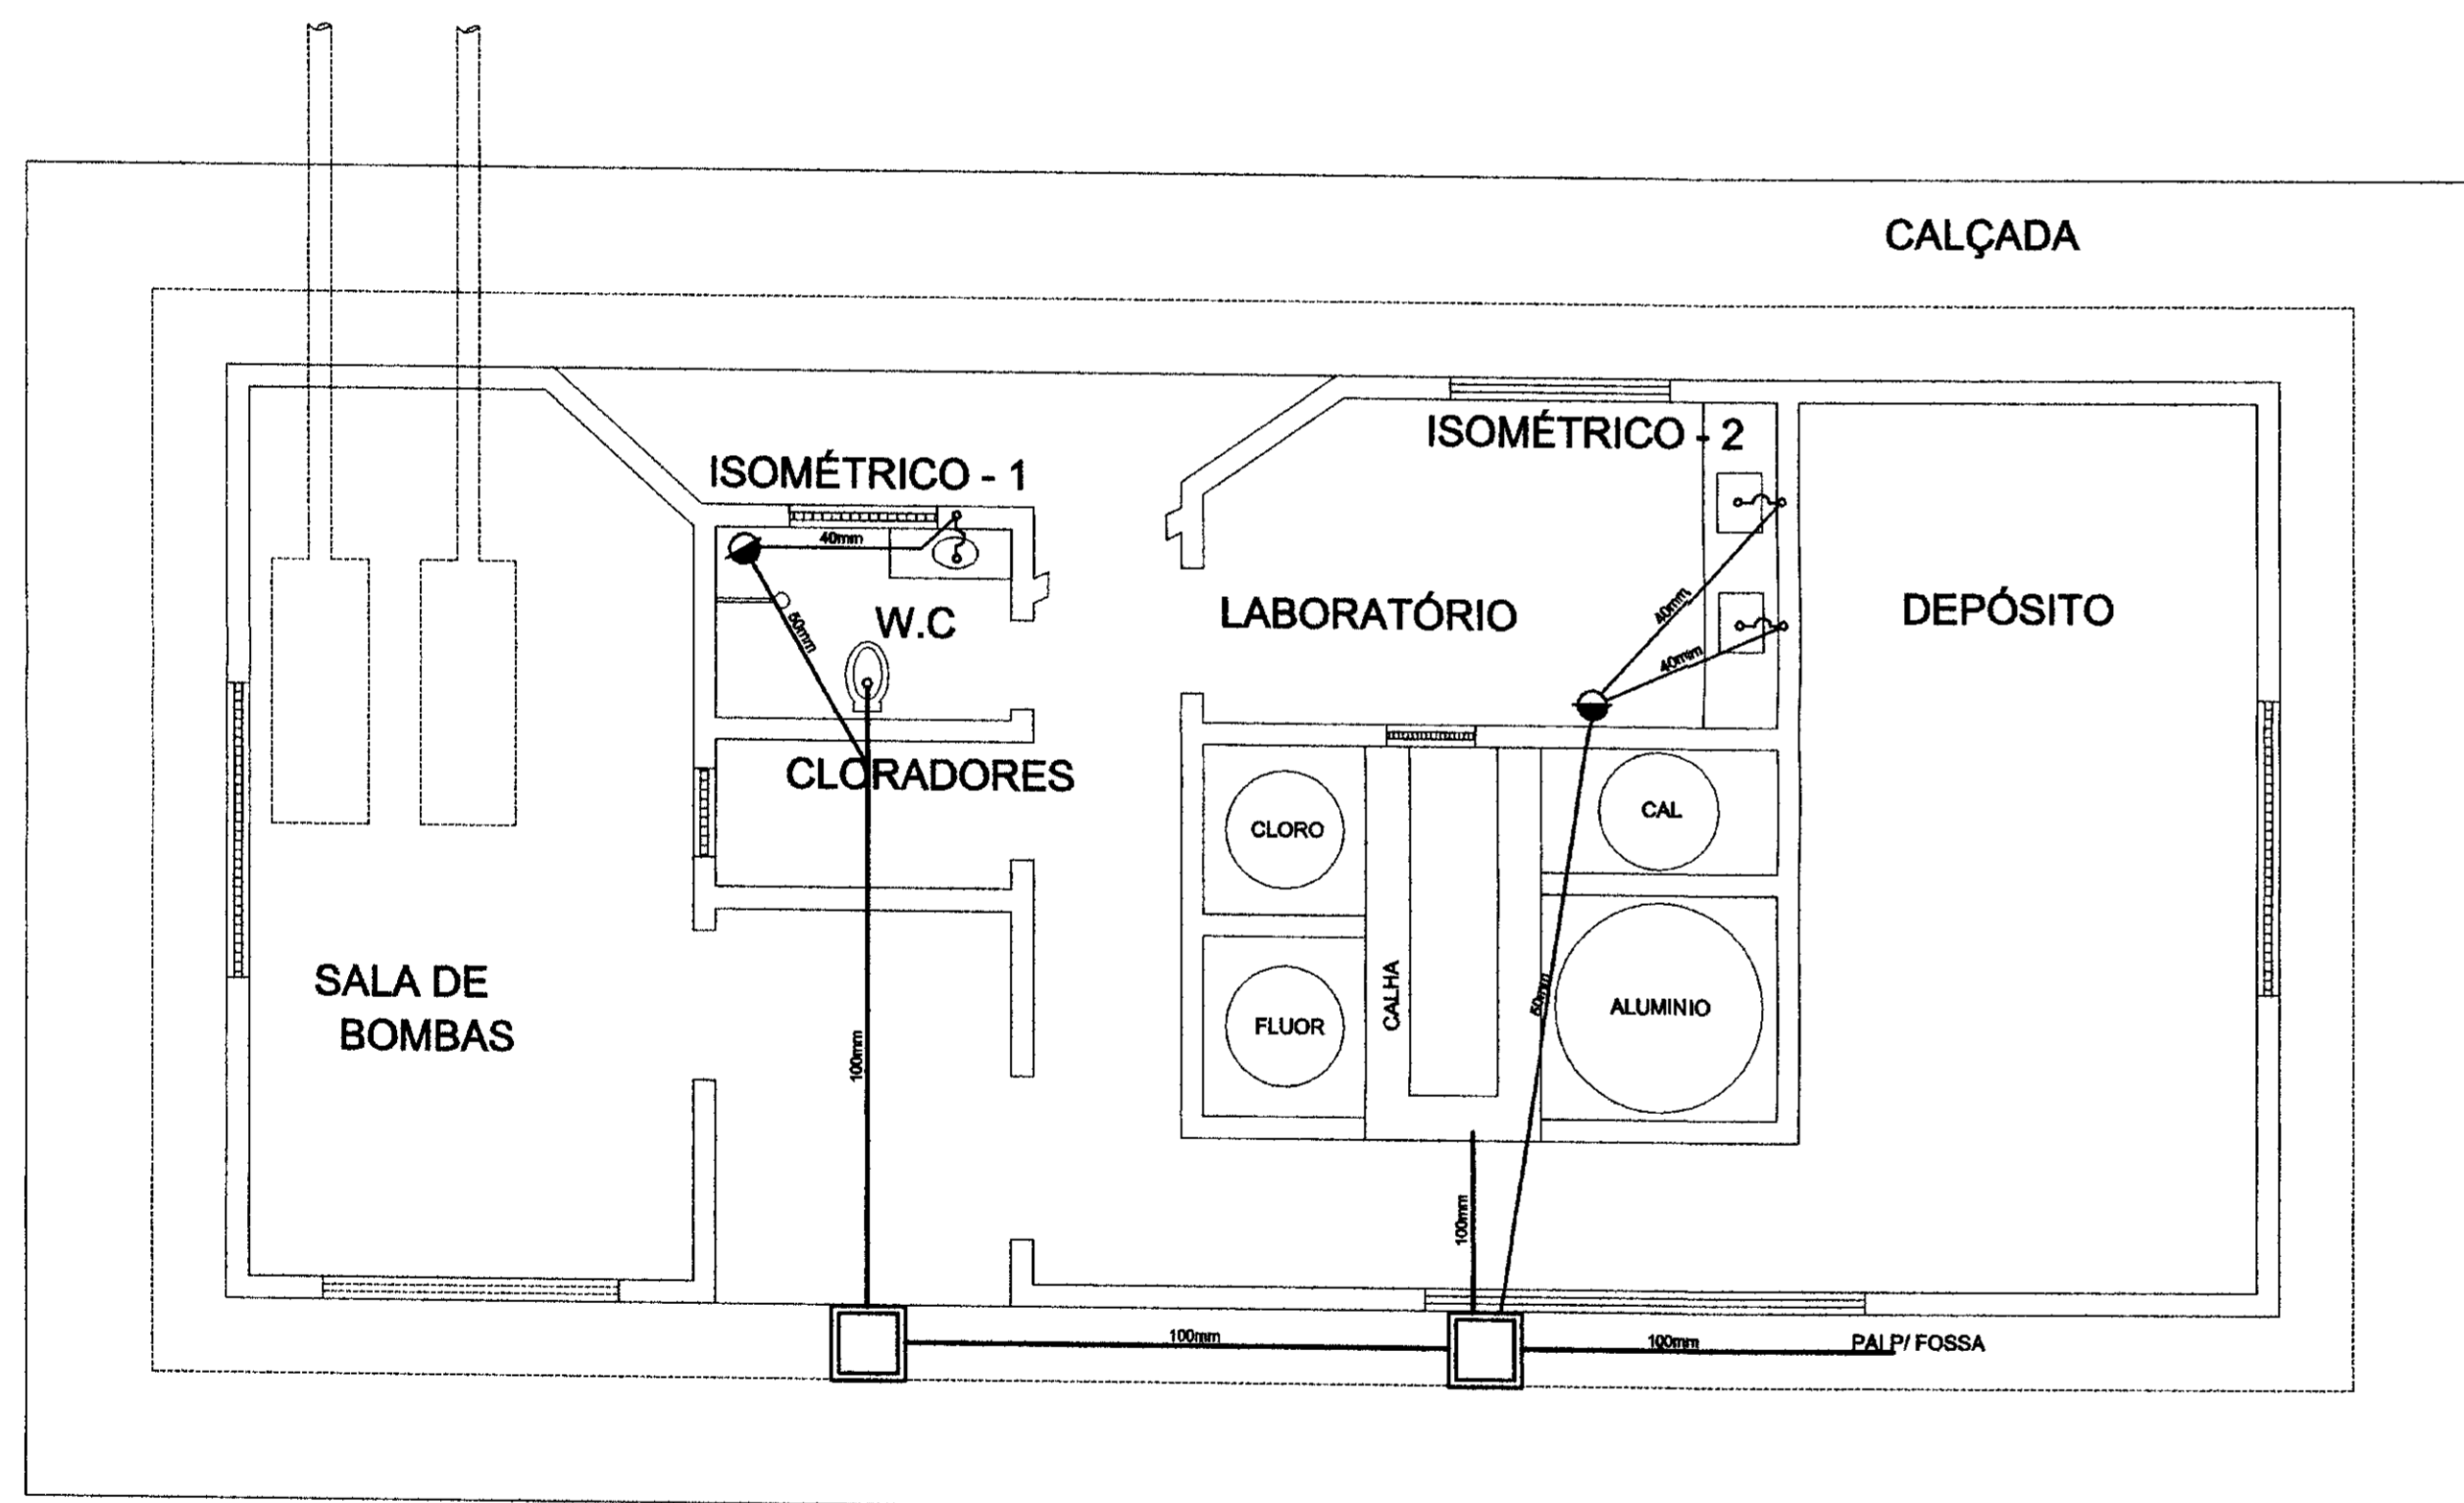 CALÇADA
ISOMÉTRICO - 2
ISOMÉTRICO - 1
40mm
50mm
W.C
LABORATÓRIO
40mm
40mm
DEPÓSITO
CLORADORES
CLORO
CAL
SALA DE
BOMBAS
100mm
FLUOR
CALHA
50mm
ALUMINIO
100mm
100mm
100mm
PALP/ FOSSA